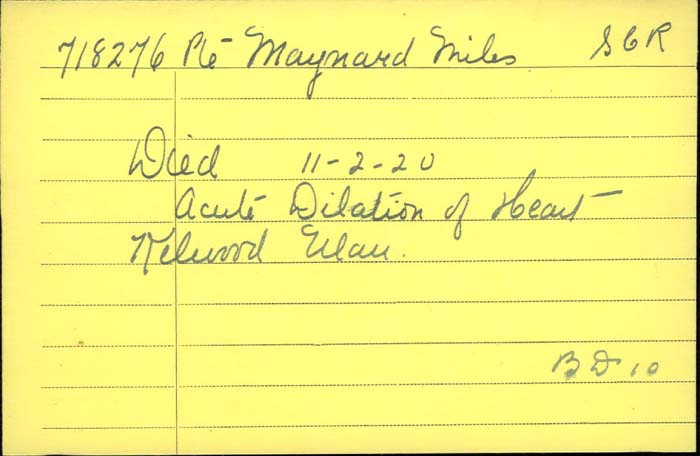 718276 Pte Maynard Miles SGR
Died 11-2-20
Acute Dilation of Heart
Kelwood Man.
BD 10